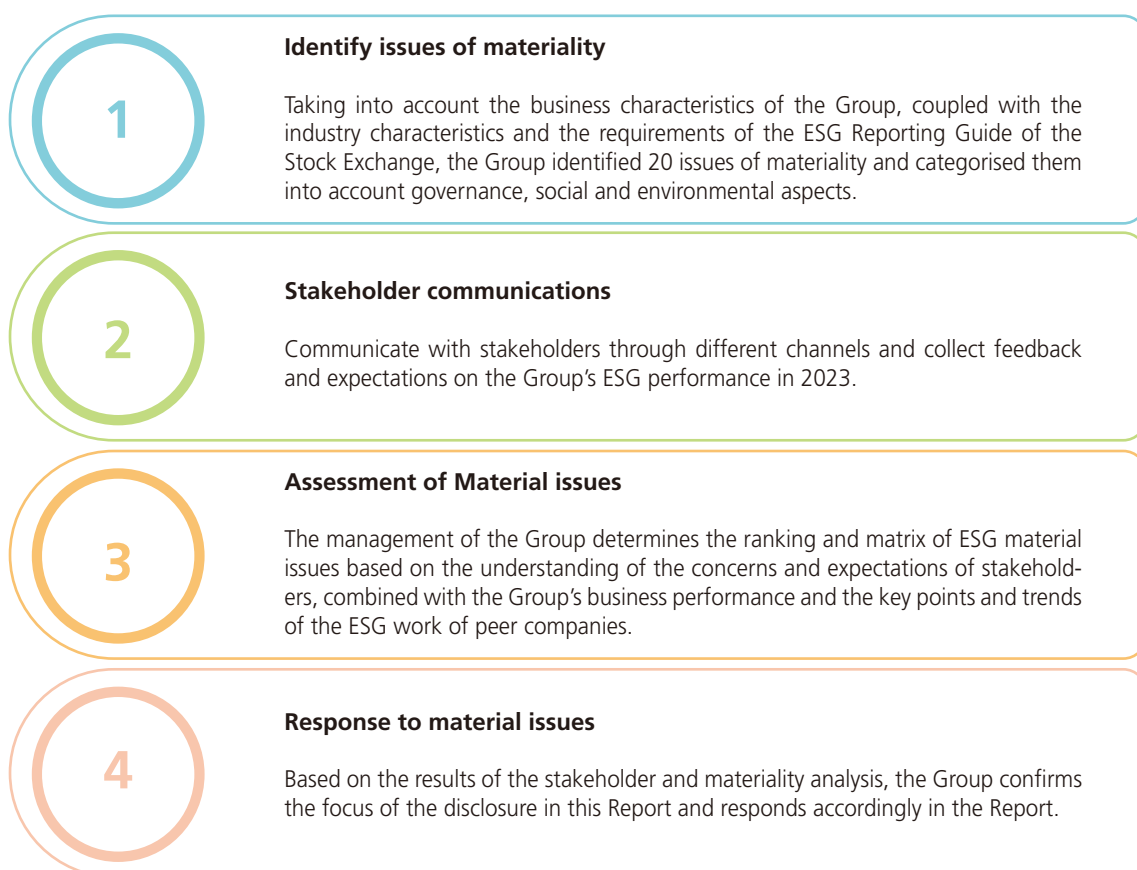 1
Identify issues of materiality
Taking into account the business characteristics of the Group, coupled with the
industry characteristics and the requirements of the ESG Reporting Guide of the
Stock Exchange, the Group identified 20 issues of materiality and categorised them
into account governance, social and environmental aspects.
2
Stakeholder communications
Communicate with stakeholders through different channels and collect feedback
and expectations on the Group's ESG performance in 2023.
3
Assessment of Material issues
The management of the Group determines the ranking and matrix of ESG material
issues based on the understanding of the concerns and expectations of stakehold-
ers, combined with the Group's business performance and the key points and trends
of the ESG work of peer companies.
4
Response to material issues
Based on the results of the stakeholder and materiality analysis, the Group confirms
the focus of the disclosure in this Report and responds accordingly in the Report.